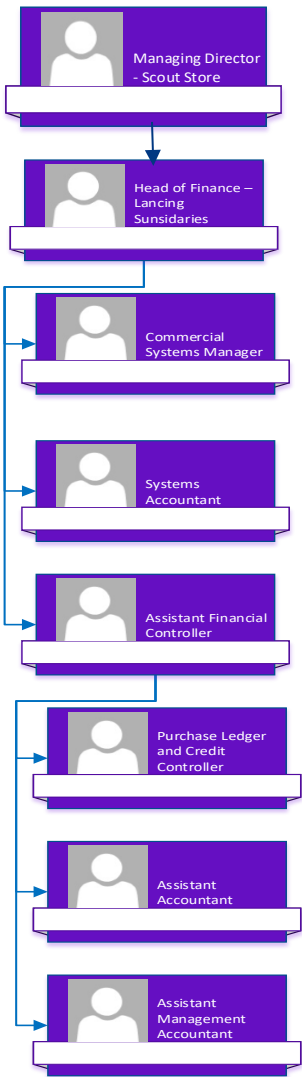 Managing Director
- Scout Store
Head of Finance –
Lancing
Sunsidaries
Commercial
Systems Manager
Systems
Accountant
Assistant Financial
Controller
Purchase Ledger
and Credit
Controller
Assistant
Accountant
Assistant
Management
Accountant